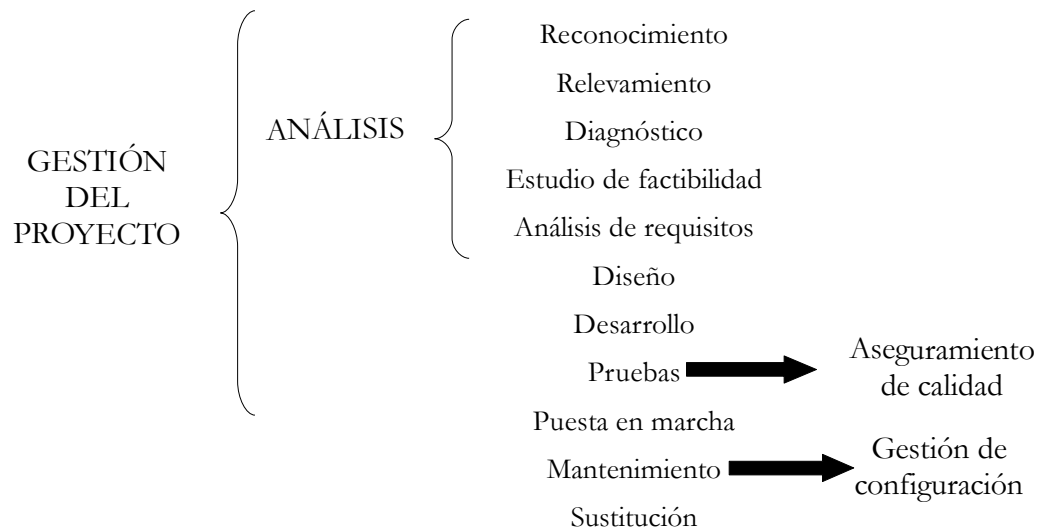 GESTIÓN
DEL
PROYECTO
ANÁLISIS
Reconocimiento
Relevamiento
Diagnóstico
Estudio de factibilidad
Análisis de requisitos
Diseño
Desarrollo
Pruebas
Aseguramiento
de calidad
Puesta en marcha
Mantenimiento
Gestión de
configuración
Sustitución